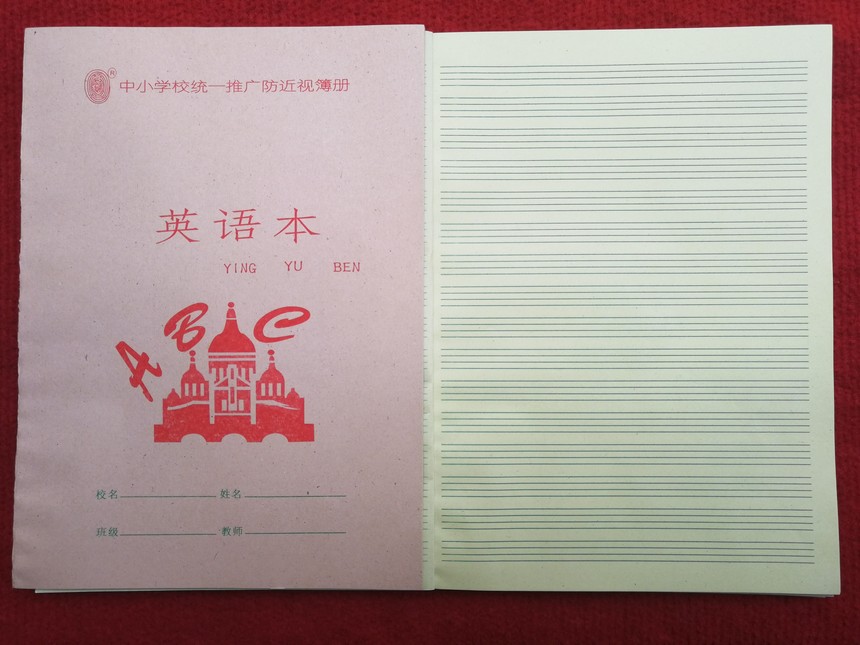 中小学校统一推广防近视簿册
英语本
YING YU BEN
ABC
校名 姓名
班级 教师